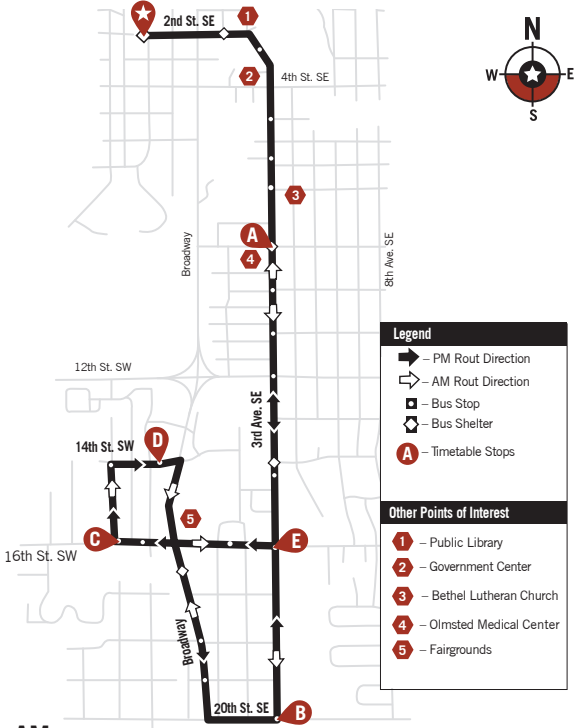 2nd St. SE
1
N
2
4th St. SE
W
E
S
3
A
Broadway
4
8th Ave. SE
Legend
– PM Rout Direction
12th St. SW
– AM Rout Direction
– Bus Stop
3rd Ave. SE
– Bus Shelter
14th St. SW
D
A – Timetable Stops
5
Other Points of Interest
C
E
1 – Public Library
16th St. SW
2 – Government Center
3 – Bethel Lutheran Church
4 – Olmsted Medical Center
Broadway
5 – Fairgrounds
20th St. SE
B
AM